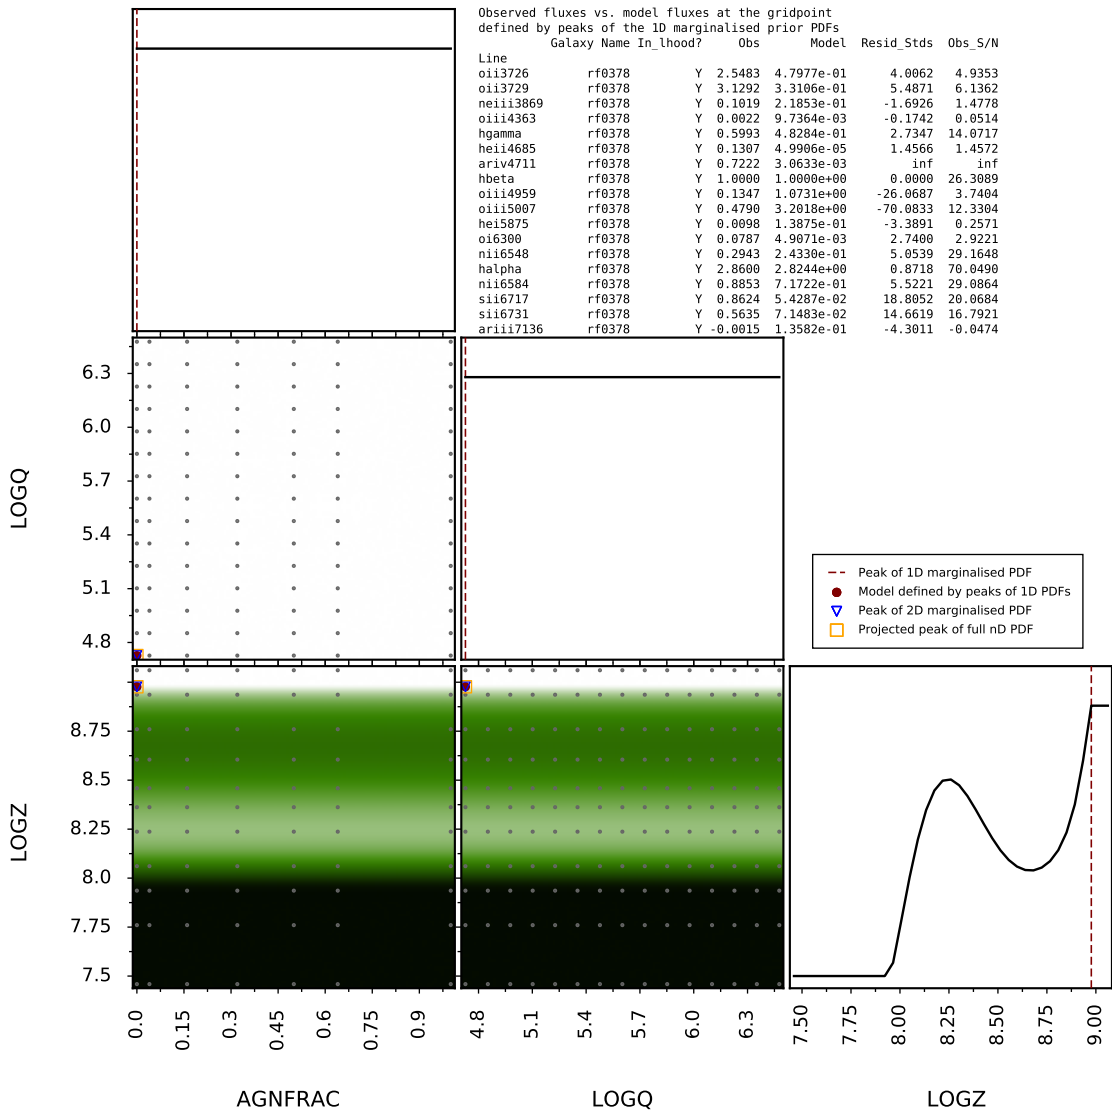 Observed fluxes vs. model fluxes at the gridpoint
defined by peaks of the 1D marginalised prior PDFs
Galaxy Name In_lhood? Obs Model Resid_Stds Obs_S/N
Line
oii3726 rf0378 Y 2.5483 4.7977e-01 4.0062 4.9353
oii3729 rf0378 Y 3.1292 3.3106e-01 5.4871 6.1362
neiii3869 rf0378 Y 0.1019 2.1853e-01 -1.6926 1.4778
oiii4363 rf0378 Y 0.0022 9.7364e-03 -0.1742 0.0514
hgamma rf0378 Y 0.5993 4.8284e-01 2.7347 14.0717
heii4685 rf0378 Y 0.1307 4.9906e-05 1.4566 1.4572
ariv4711 rf0378 Y 0.7222 3.0633e-03 inf inf
hbeta rf0378 Y 1.0000 1.0000e+00 0.0000 26.3089
oiii4959 rf0378 Y 0.1347 1.0731e+00 -26.0687 3.7404
oiii5007 rf0378 Y 0.4790 3.2018e+00 -70.0833 12.3304
hei5875 rf0378 Y 0.0098 1.3875e-01 -3.3891 0.2571
oi6300 rf0378 Y 0.0787 4.9071e-03 2.7400 2.9221
nii6548 rf0378 Y 0.2943 2.4330e-01 5.0539 29.1648
halpha rf0378 Y 2.8600 2.8244e+00 0.8718 70.0490
nii6584 rf0378 Y 0.8853 7.1722e-01 5.5221 29.0864
sii6717 rf0378 Y 0.8624 5.4287e-02 18.8052 20.0684
sii6731 rf0378 Y 0.5635 7.1483e-02 14.6619 16.7921
ariii7136 rf0378 Y -0.0015 1.3582e-01 -4.3011 -0.0474
6.3
6.0
5.7
5.4
5.1
4.8
LOGQ
Peak of 1D marginalised PDF
Model defined by peaks of 1D PDFs
Peak of 2D marginalised PDF
Projected peak of full nD PDF
8.75
8.5
8.25
8.0
7.75
7.5
LOGZ
0.0 0.15 0.3 0.45 0.6 0.75 0.9
4.8 5.1 5.4 5.7 6.0 6.3
7.50 7.75 8.00 8.25 8.50 8.75 9.00
AGNFRAC LOGQ LOGZ